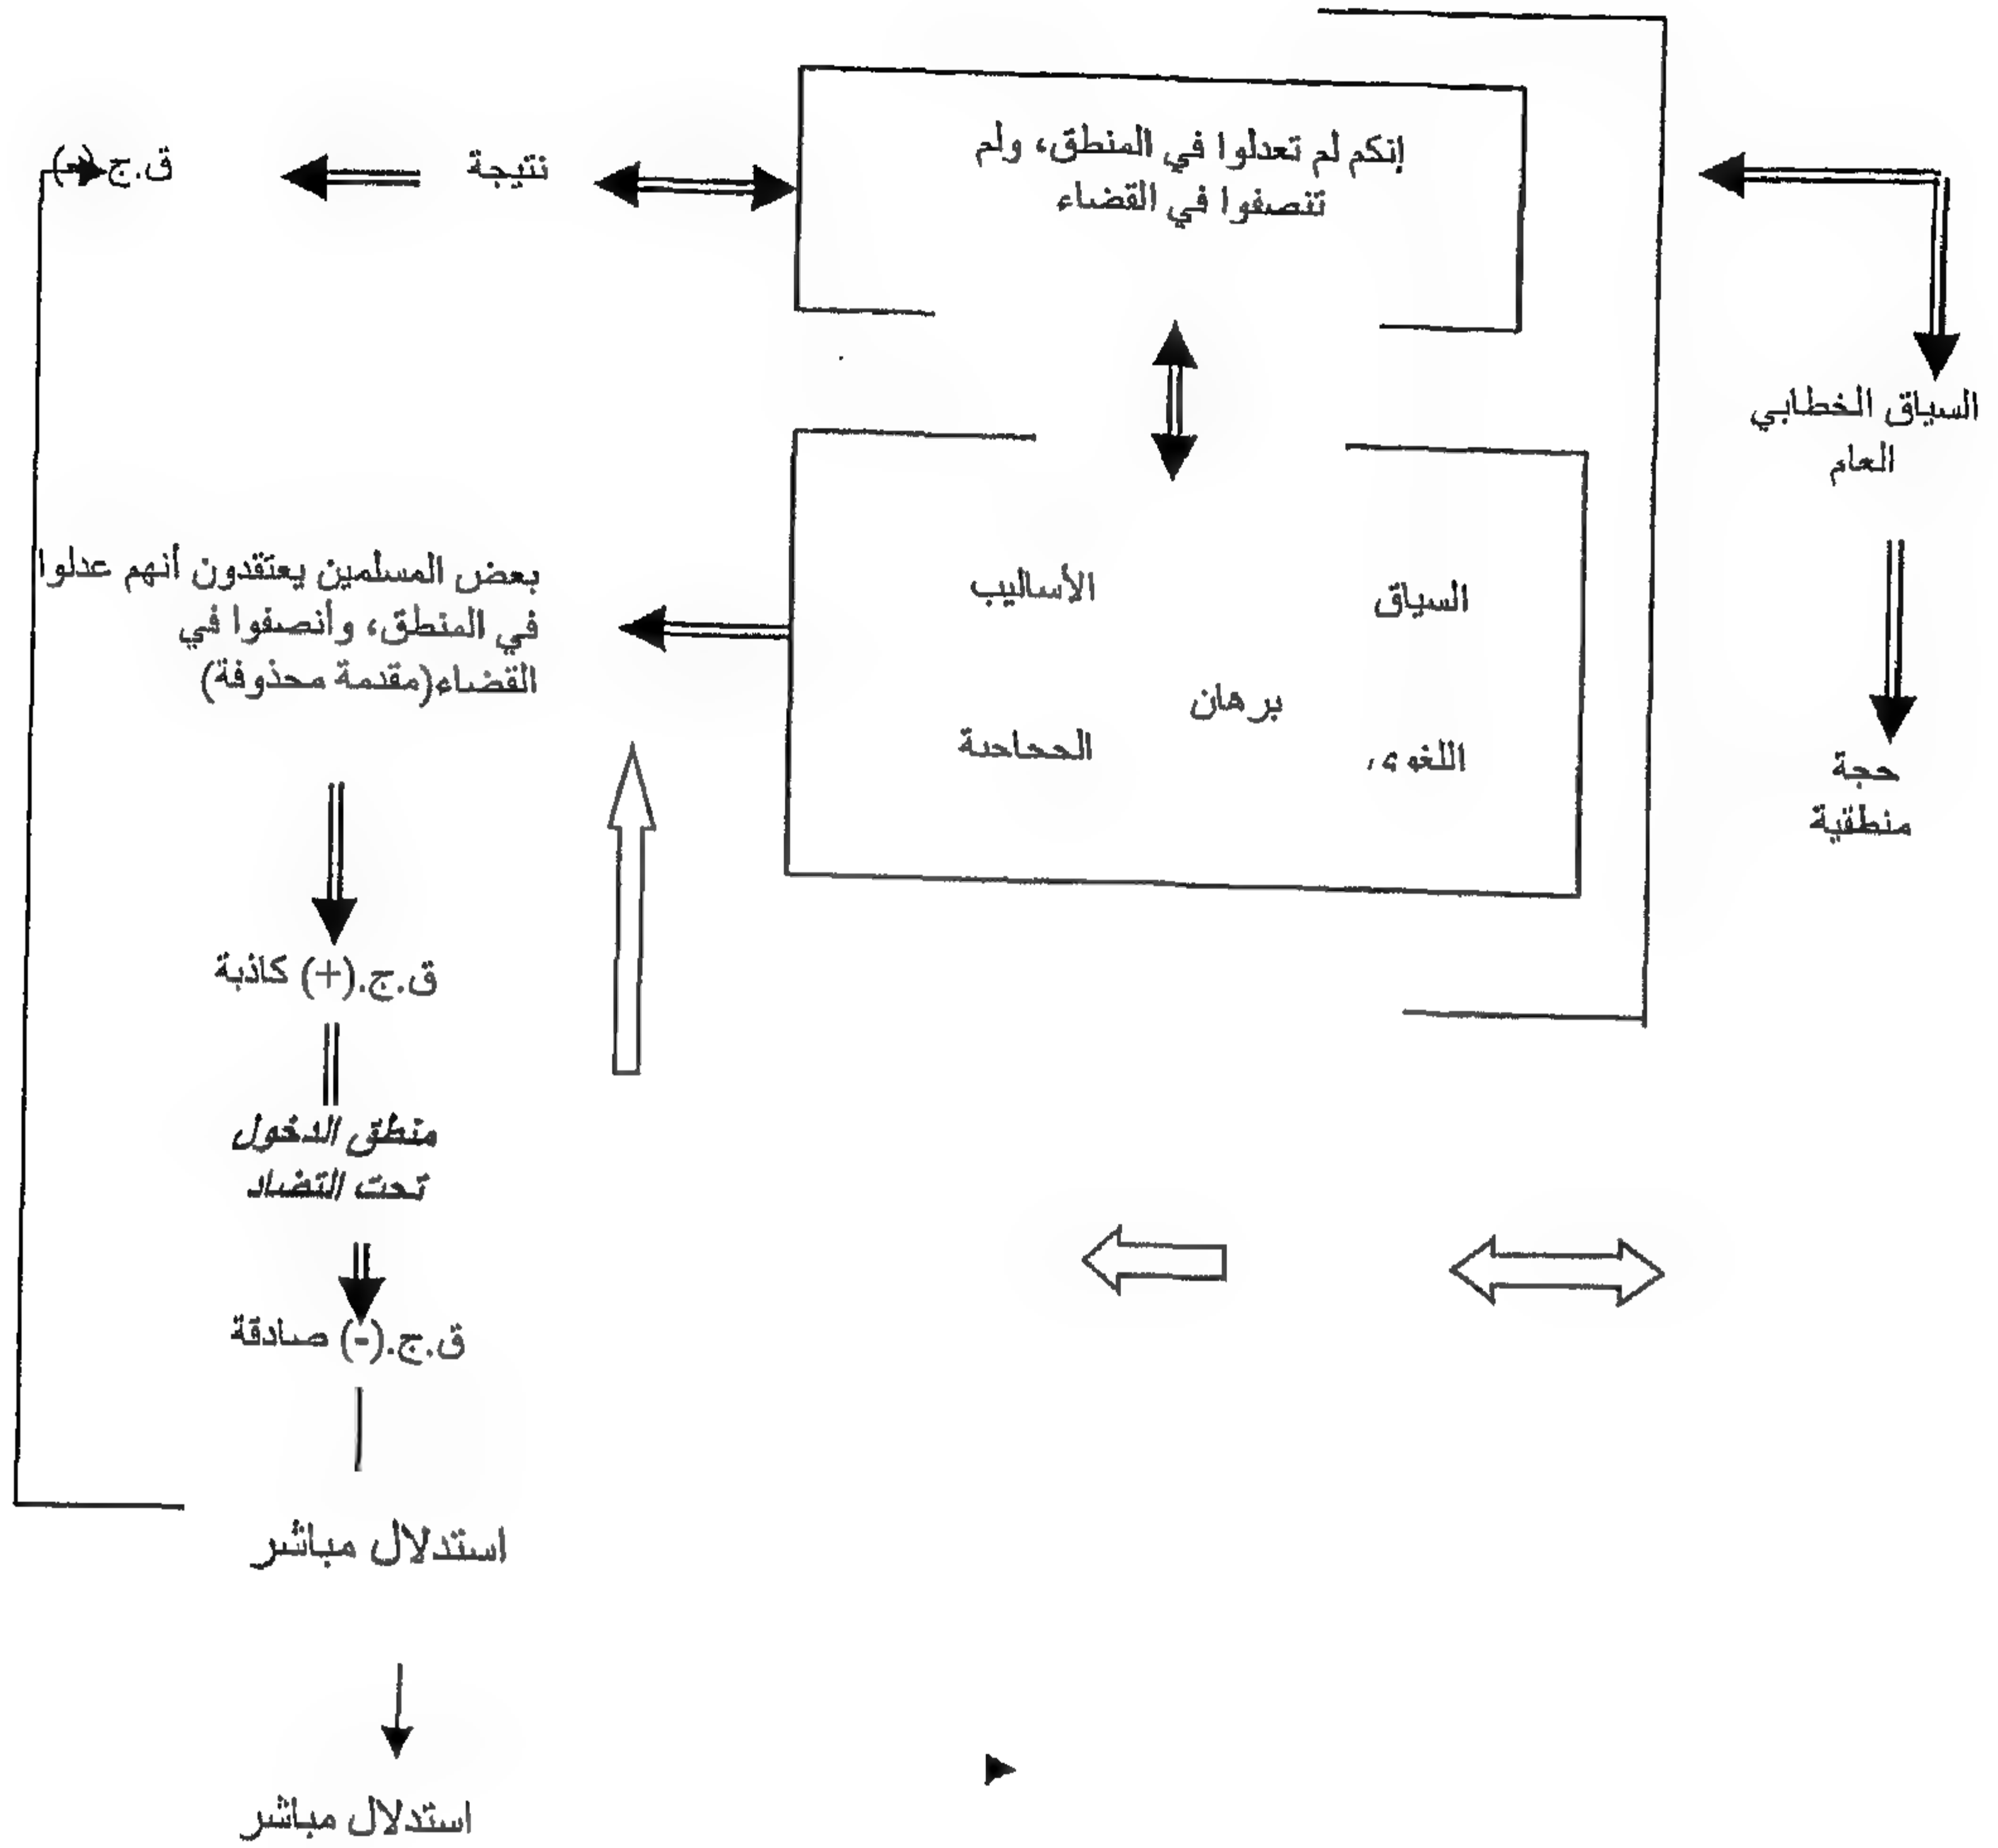 إنكم لم تعدلوا في المنطق، ولم
تنصفوا في القضاء
نتيجة
ق.ج(-)
السياق الخطابي
العام
حجة
منطقية
السياق
الأساليب
برهان
اللغوي،
الحجاجية
بعض المسلمين يعتقدون أنهم عدلوا
في المنطق، وأنصفوا في
القضاء(مقدمة محذوفة)
ق.ج.(+) كاذبة
منطق الدخول
تحت التضاد
ق.ج.(-) صادقة
استدلال مباشر
استدلال مباشر